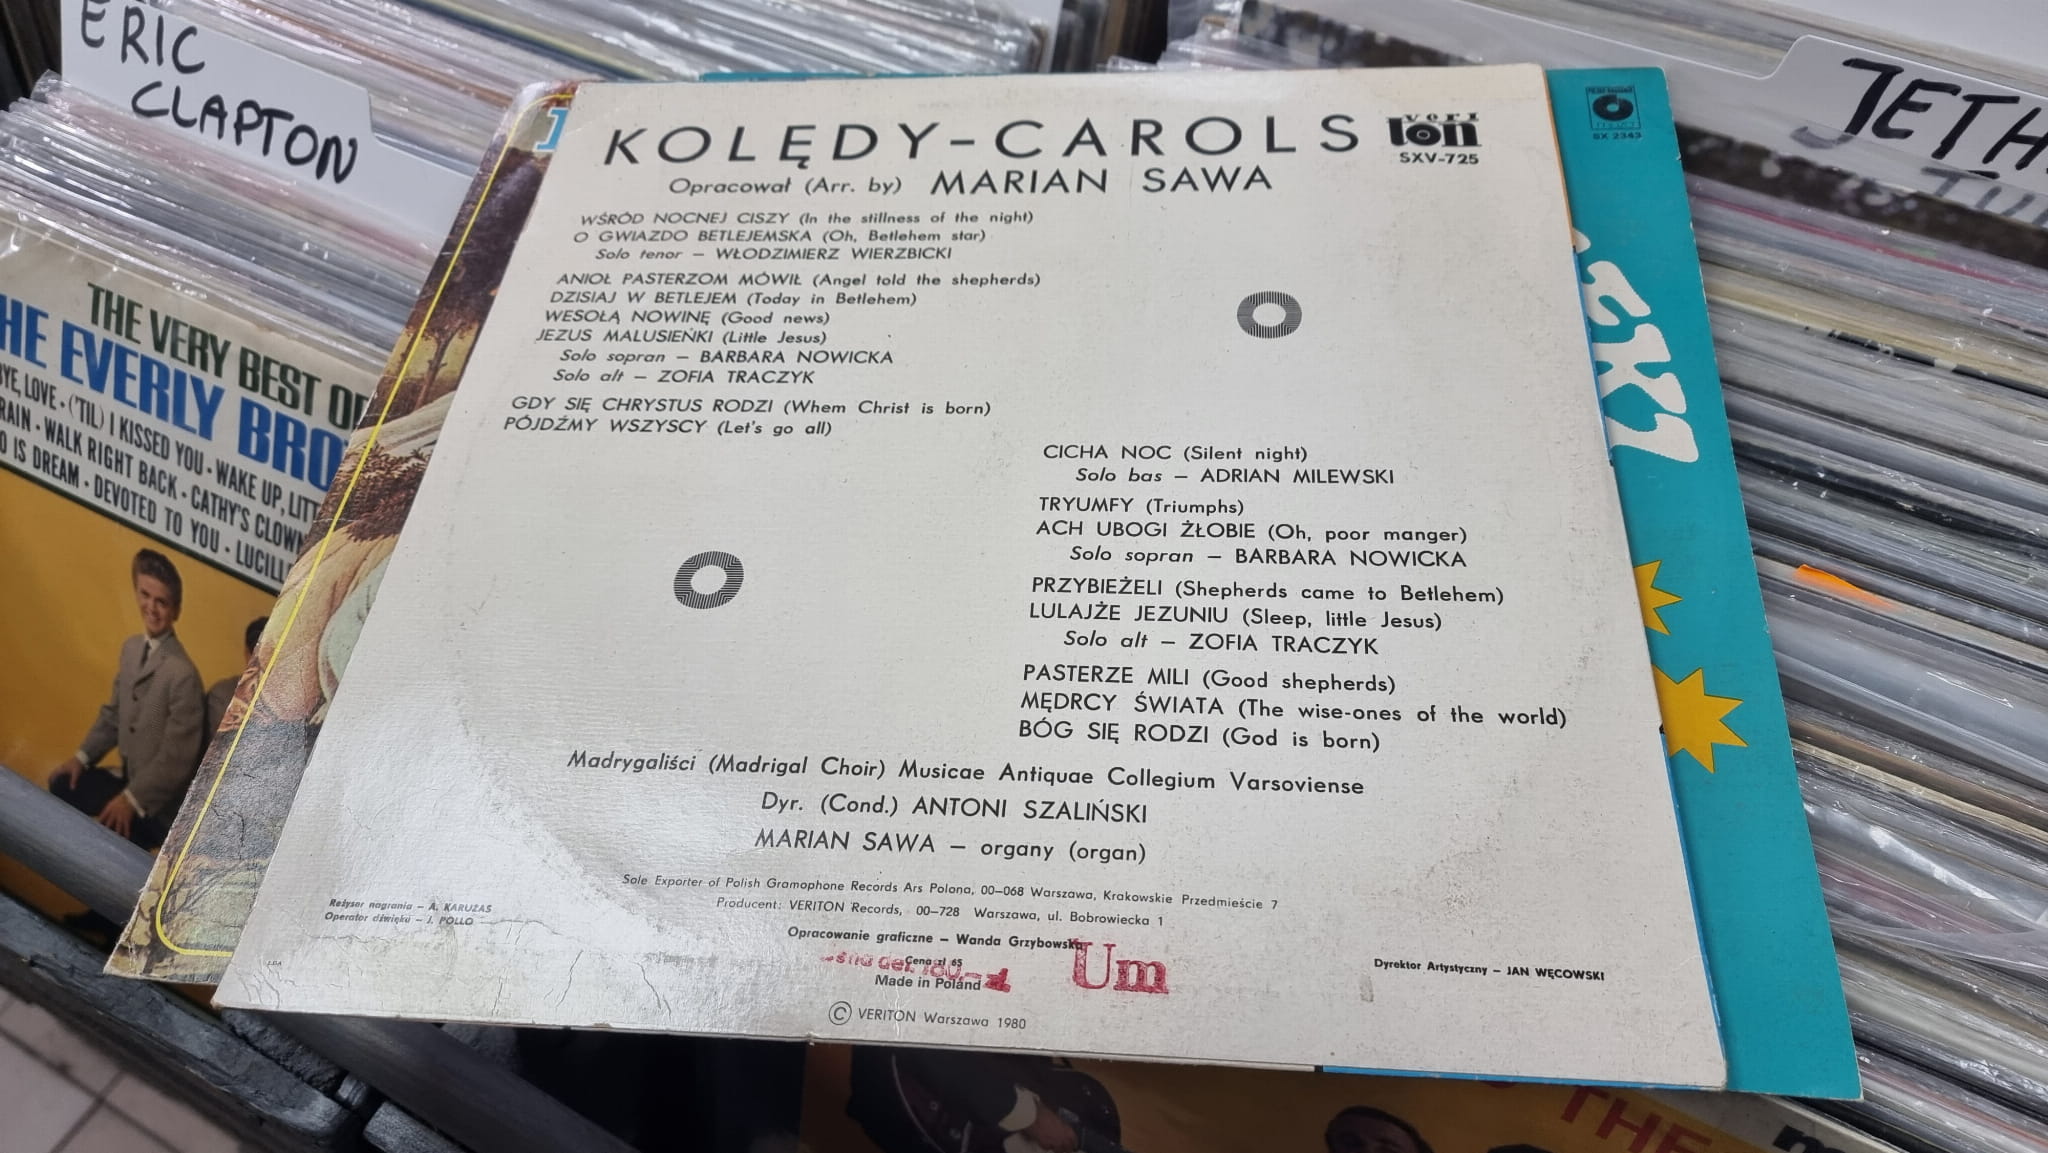 ERIC
CLAPTON
THE VERY BEST OF
THE EVERLY BRO
BYE, LOVE • ('TIL) I KISSED YOU • WAKE UP, LITT
RAIN • WALK RIGHT BACK • CATHY'S CLOWN
IS DREAM • DEVOTED TO YOU • LUCILLE
KOLĘDY-CAROLS
veri
ton
SXV-725
Opracował (Arr. by) MARIAN SAWA
WŚRÓD NOCNEJ CISZY (In the stillness of the night)
O GWIAZDO BETLEJEMSKA (Oh, Betlehem star)
Solo tenor — WŁODZIMIERZ WIERZBICKI
ANIOŁ PASTERZOM MÓWIŁ (Angel told the shepherds)
DZISIAJ W BETLEJEM (Today in Betlehem)
WESOŁĄ NOWINĘ (Good news)
JEZUS MALUSIEŃKI (Little Jesus)
Solo sopran — BARBARA NOWICKA
Solo alt — ZOFIA TRACZYK
GDY SIĘ CHRYSTUS RODZI (Whem Christ is born)
PÓJDŹMY WSZYSCY (Let's go all)
CICHA NOC (Silent night)
Solo bas — ADRIAN MILEWSKI
TRYUMFY (Triumphs)
ACH UBOGI ŻŁOBIE (Oh, poor manger)
Solo sopran — BARBARA NOWICKA
PRZYBIEŻELI (Shepherds came to Betlehem)
LULAJŻE JEZUNIU (Sleep, little Jesus)
Solo alt — ZOFIA TRACZYK
PASTERZE MILI (Good shepherds)
MĘDRCY ŚWIATA (The wise-ones of the world)
BÓG SIĘ RODZI (God is born)
Madrygaliści (Madrigal Choir) Musicae Antiquae Collegium Varsoviense
Dyr. (Cond.) ANTONI SZALIŃSKI
MARIAN SAWA — organy (organ)
Sole Exporter of Polish Gramophone Records Ars Polona, 00—068 Warszawa, Krakowskie Przedmieście 7
Producent: VERITON Records, 00—728 Warszawa, ul. Bobrowiecka 1
Reżyser nagrania — A. KARUZAS
Operator dźwięku — J. POLLO
Opracowanie graficzne — Wanda Grzybowska
Cena zł 65
Um
Made in Poland
Dyrektor Artystyczny — JAN WĘCOWSKI
© VERITON Warszawa 1980
SX 2343
JETH
THE